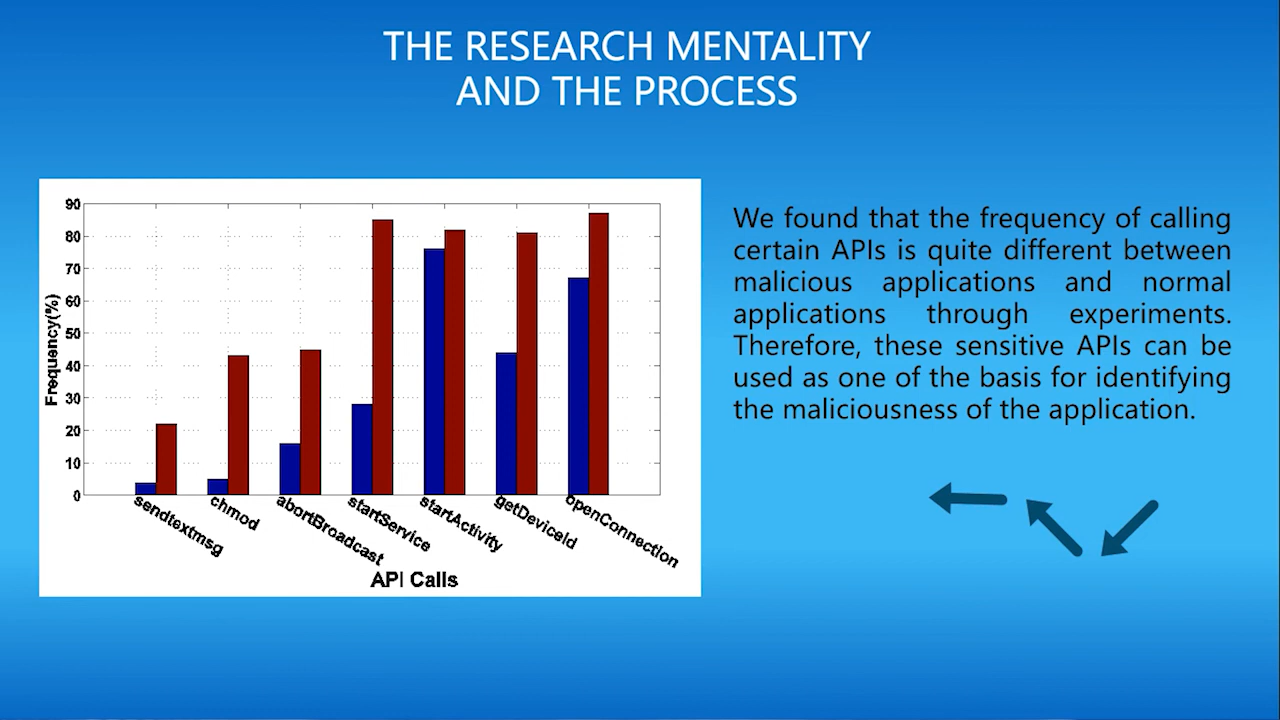 THE RESEARCH MENTALITY
AND THE PROCESS
90
80
70
60
50
40
30
20
10
0
Frequency(%)
sendtextmsg
chmod
abortBroadcast
startService
startActivity
getDeviceId
openConnection
API Calls
We found that the frequency of calling
certain APIs is quite different between
malicious applications and normal
applications through experiments.
Therefore, these sensitive APIs can be
used as one of the basis for identifying
the maliciousness of the application.